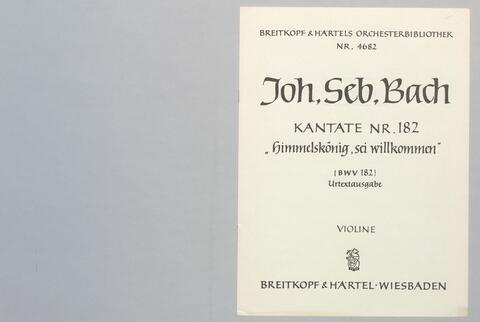 BREITKOPF & HÄRTELS ORCHESTERBIBLIOTHEK
NR. 4682
Joh. Seb. Bach
KANTATE NR. 182
„Himmelskönig, sei willkommen“
(BWV 182)
Urtextausgabe
VIOLINE
BREITKOPF & HÄRTEL · WIESBADEN